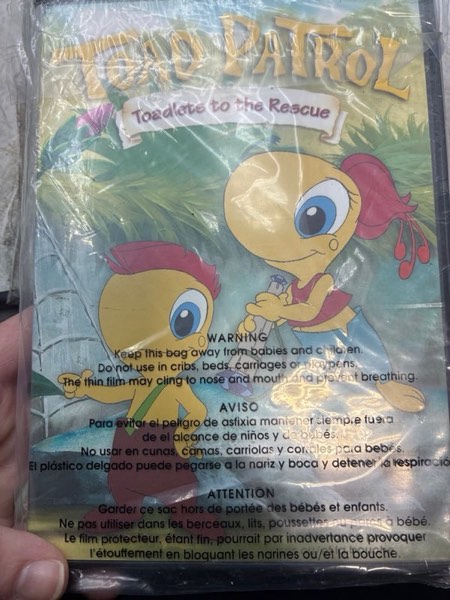 TOAD PATROL
Toadlets to the Rescue
WARNING
Keep this bag away from babies and children.
Do not use in cribs, beds, carriages or playpens.
The thin film may cling to nose and mouth and prevent breathing.
AVISO
Para evitar el peligro de asfixia mantener siempre fuera
de el alcance de niños y de bebés.
No usar en cunas, camas, carriolas y corrales para bebés.
El plástico delgado puede pegarse a la nariz y boca y detener la respiració
ATTENTION
Garder ce sac hors de portée des bébés et enfants.
Ne pas utiliser dans les berceaux, lits, poussettes ou parcs à bébé.
Le film protecteur, étant fin, pourrait par inadvertance provoquer
l'étouffement en bloquant les narines ou/et la bouche.